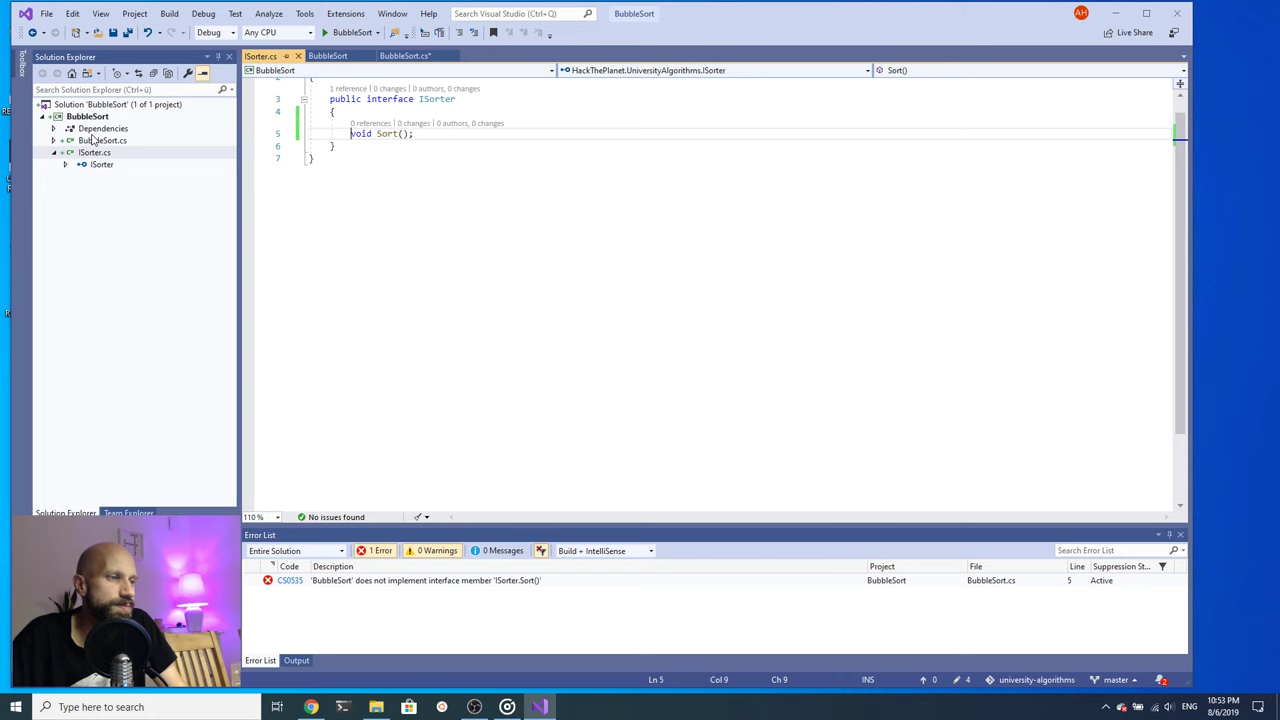 File Edit View Project Build Debug Test Analyze Tools Extensions Window Help Search Visual Studio (Ctrl+Q) BubbleSort AH
Debug Any CPU BubbleSort Live Share
Toolbox
Solution Explorer
Search Solution Explorer (Ctrl+ü)
Solution 'BubbleSort' (1 of 1 project)
BubbleSort
Dependencies
BubbleSort.cs
ISorter.cs
ISorter
Solution Explorer Team Explorer
ISorter.cs BubbleSort BubbleSort.cs*
BubbleSort HackThePlanet.UniversityAlgorithms.ISorter Sort()
2 {
1 reference | 0 changes | 0 authors, 0 changes
3 public interface ISorter
4 {
0 references | 0 changes | 0 authors, 0 changes
5 void Sort();
6 }
7 }
110 % No issues found
Error List
Entire Solution 1 Error 0 Warnings 0 Messages Build + IntelliSense Search Error List
Code Description Project File Line Suppression St...
CS0535 'BubbleSort' does not implement interface member 'ISorter.Sort()' BubbleSort BubbleSort.cs 5 Active
Error List Output
Ln 5 Col 9 Ch 9 INS 0 4 university-algorithms master 2
Type here to search
10:53 PM
8/6/2019